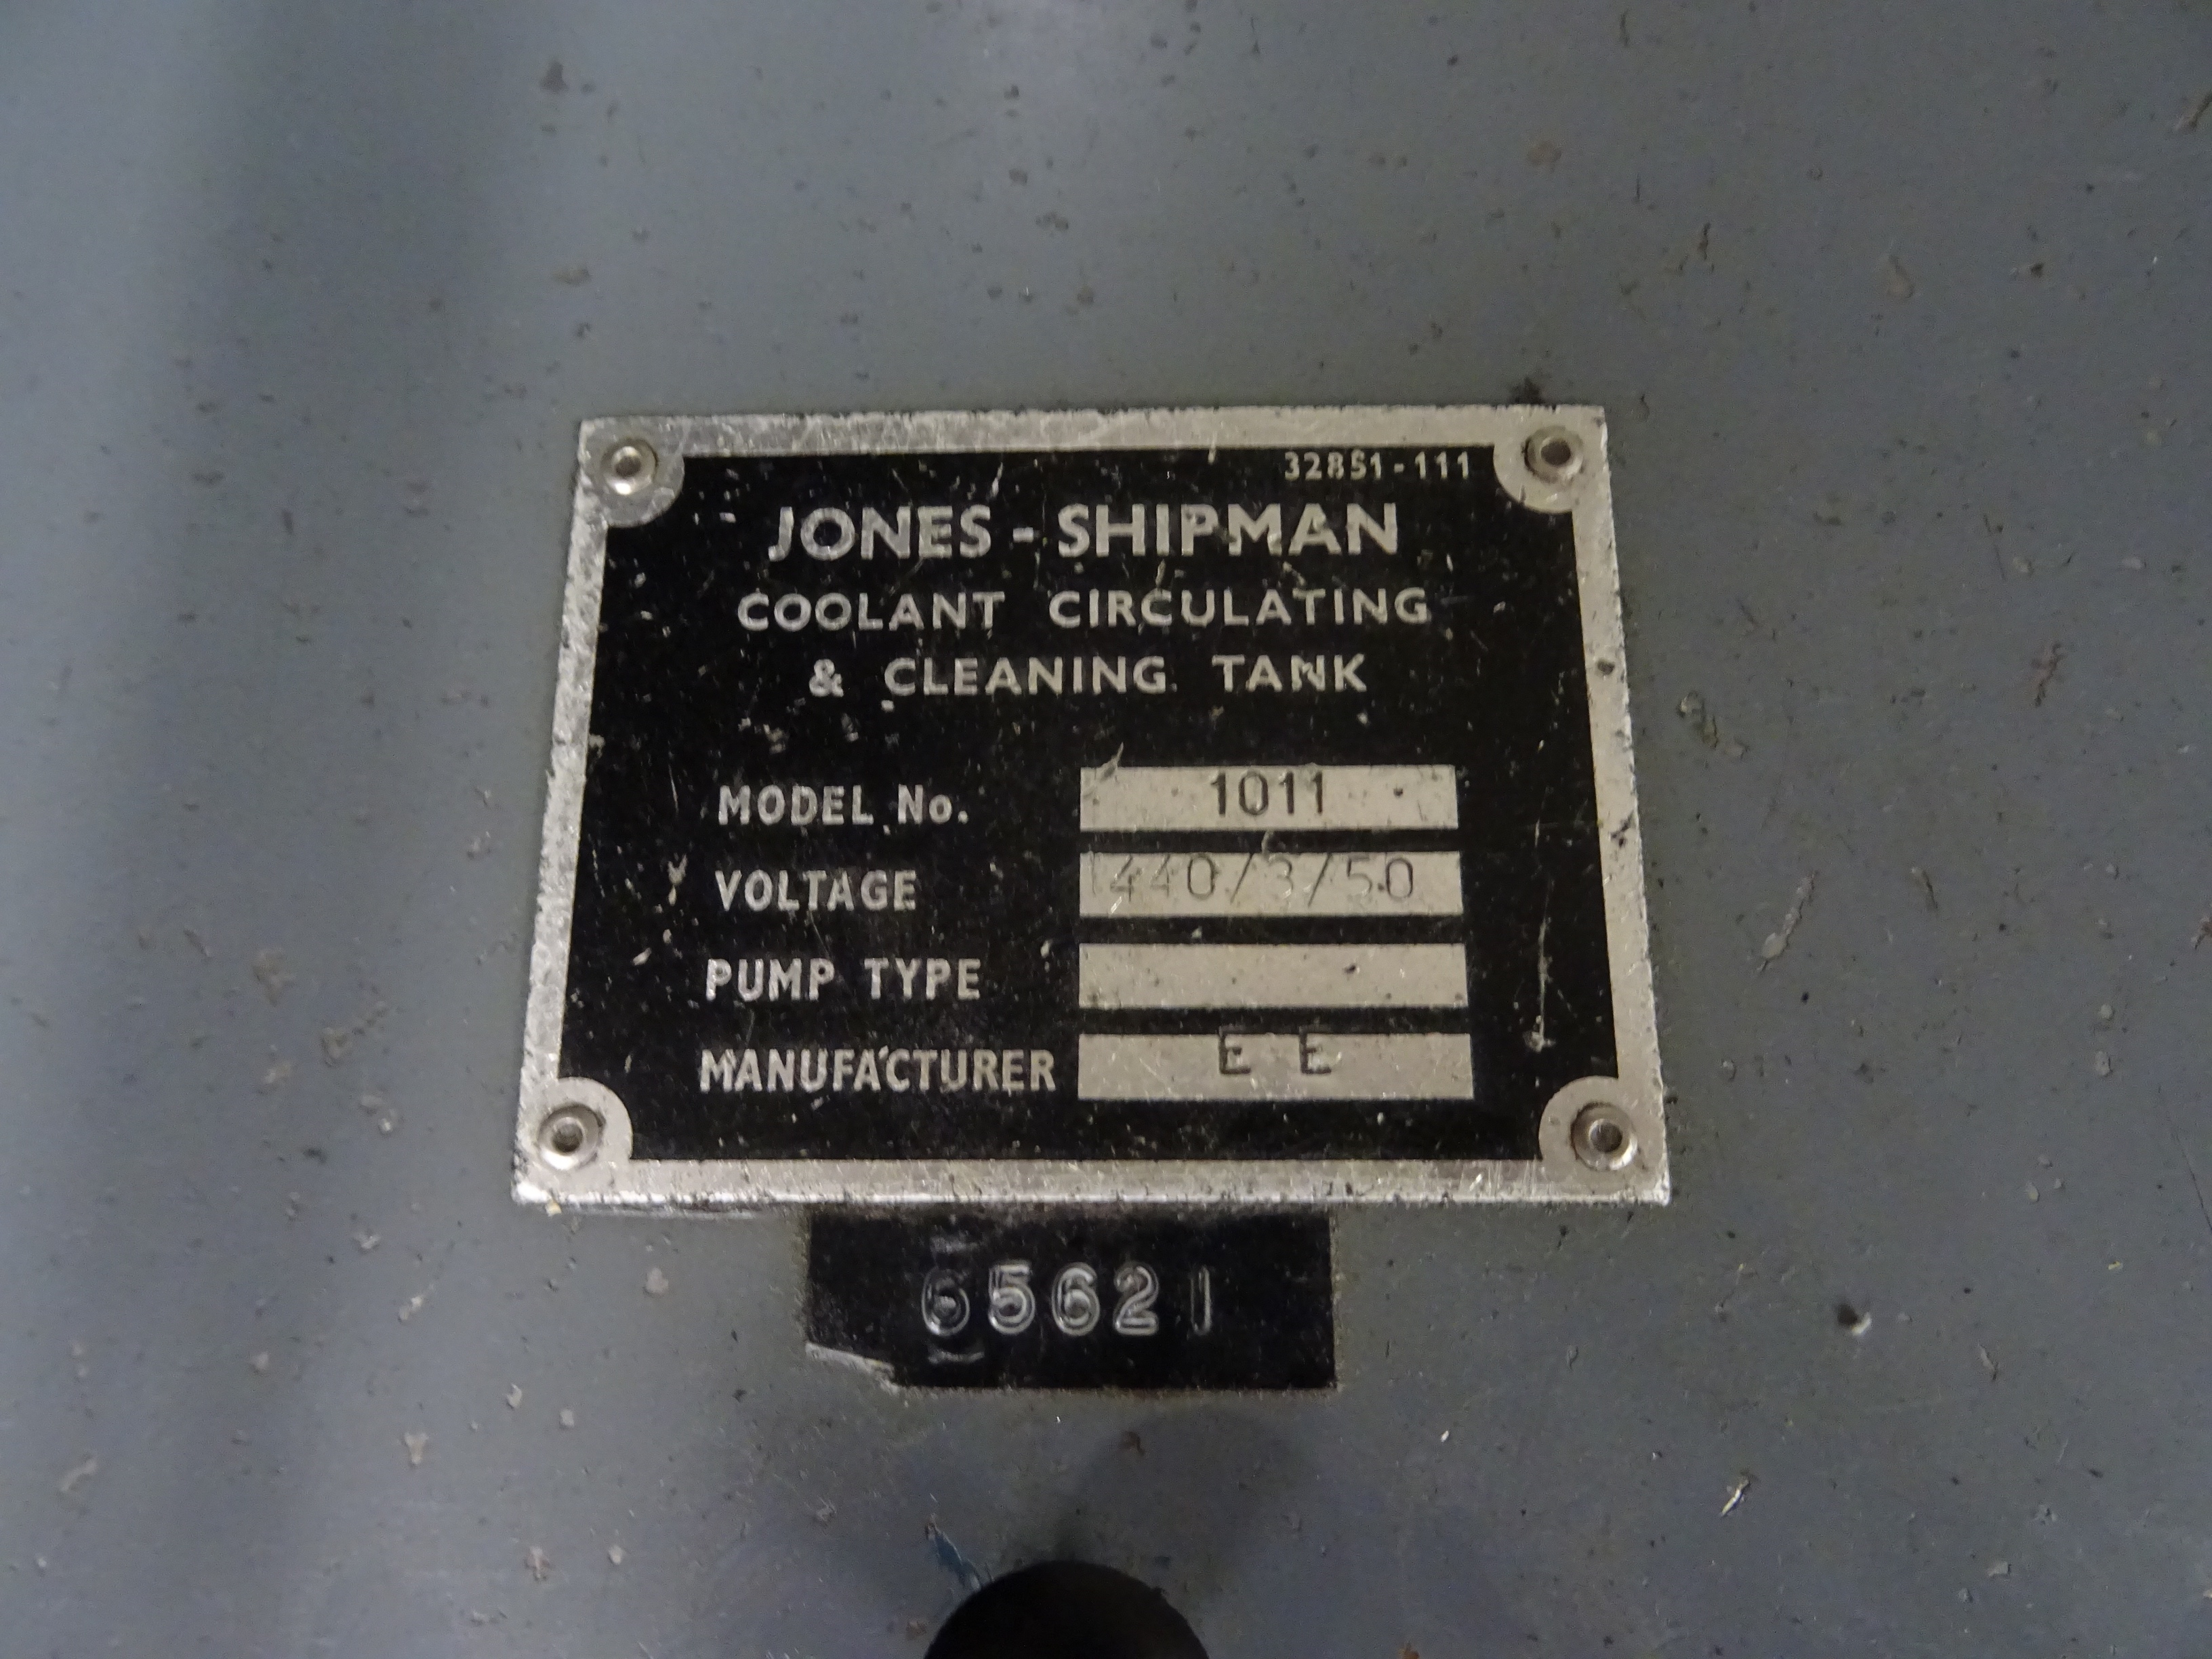 32851-111
JONES - SHIPMAN
COOLANT CIRCULATING
& CLEANING TANK
MODEL No. 1011
VOLTAGE 440/3/50
PUMP TYPE
MANUFACTURER E E
65621